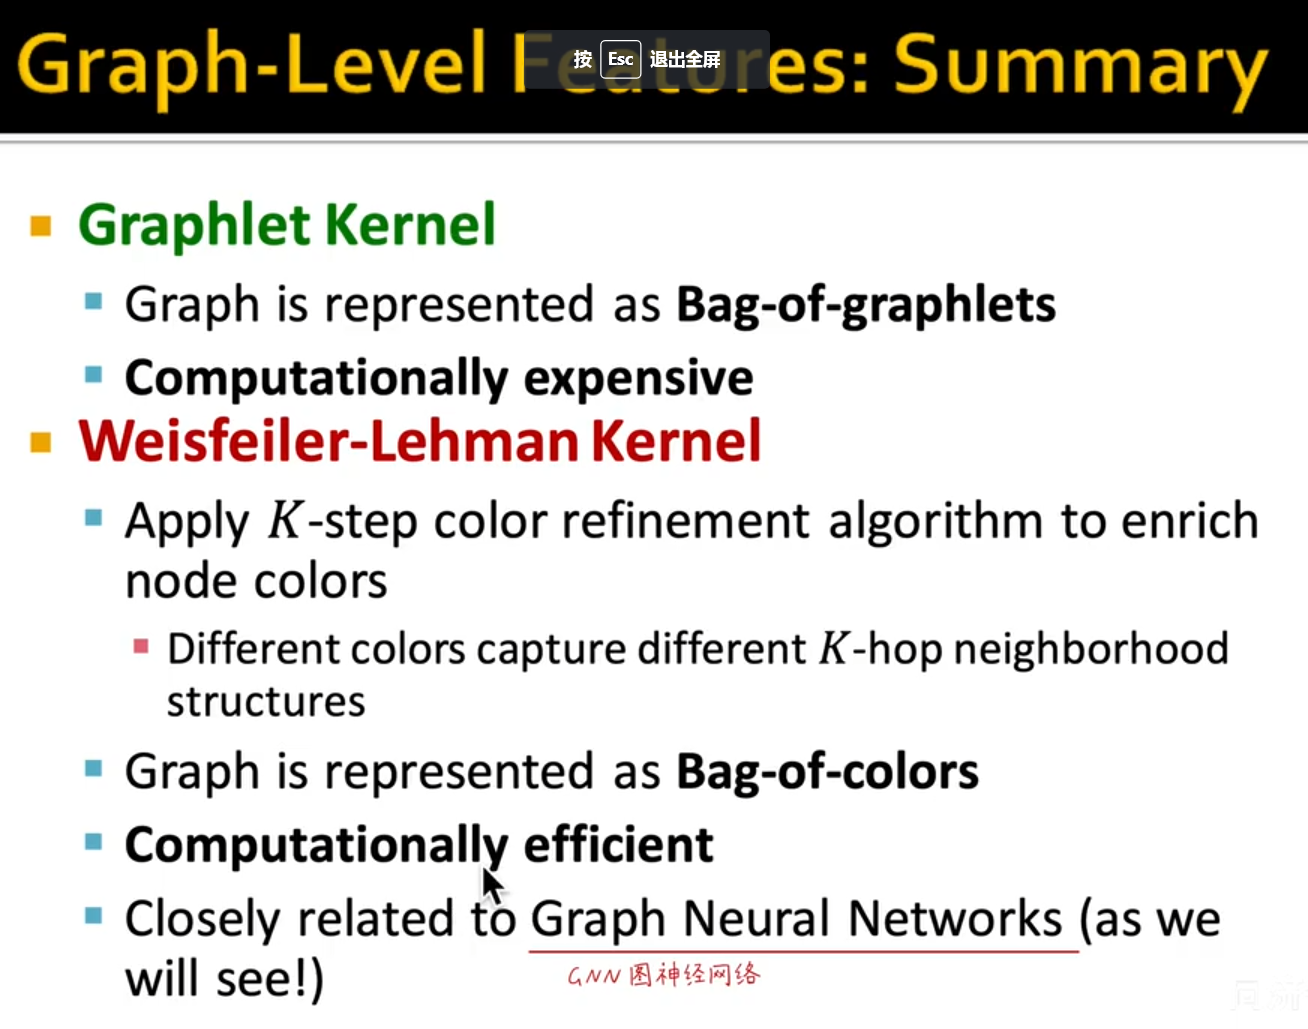 Graph-Level Features: Summary
按 Esc 退出全屏
Graphlet Kernel
Graph is represented as Bag-of-graphlets
Computationally expensive
Weisfeiler-Lehman Kernel
Apply K-step color refinement algorithm to enrich
node colors
Different colors capture different K-hop neighborhood
structures
Graph is represented as Bag-of-colors
Computationally efficient
Closely related to Graph Neural Networks (as we
will see!)
GNN 图神经网络